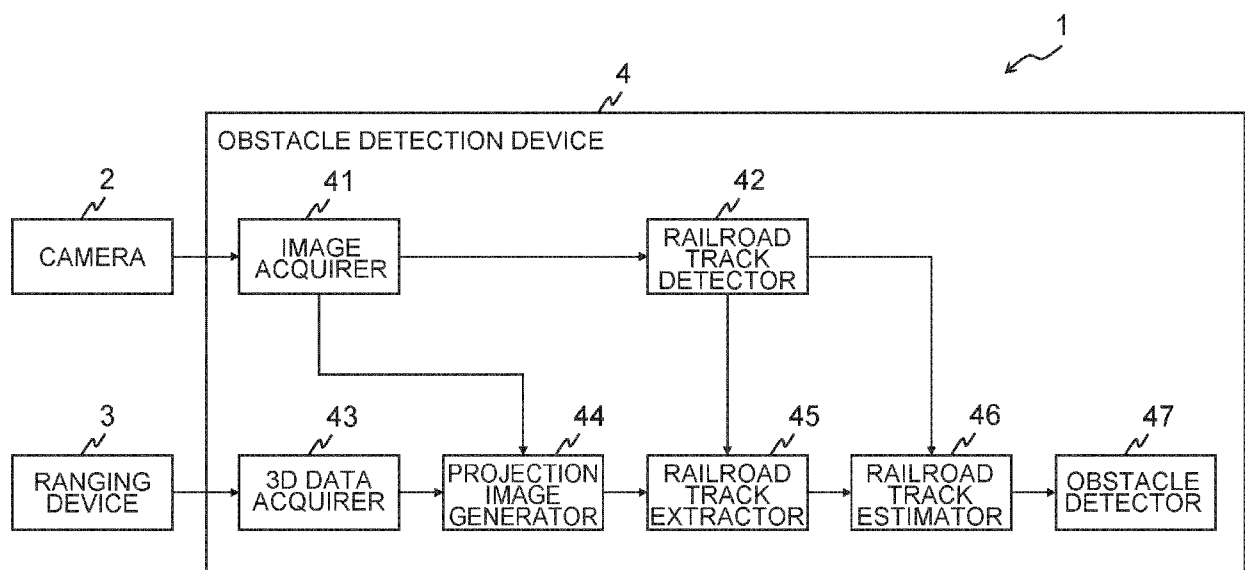 1
4
OBSTACLE DETECTION DEVICE
2
CAMERA
41
IMAGE
ACQUIRER
42
RAILROAD
TRACK
DETECTOR
3
RANGING
DEVICE
43
3D DATA
ACQUIRER
44
PROJECTION
IMAGE
GENERATOR
45
RAILROAD
TRACK
EXTRACTOR
46
RAILROAD
TRACK
ESTIMATOR
47
OBSTACLE
DETECTOR